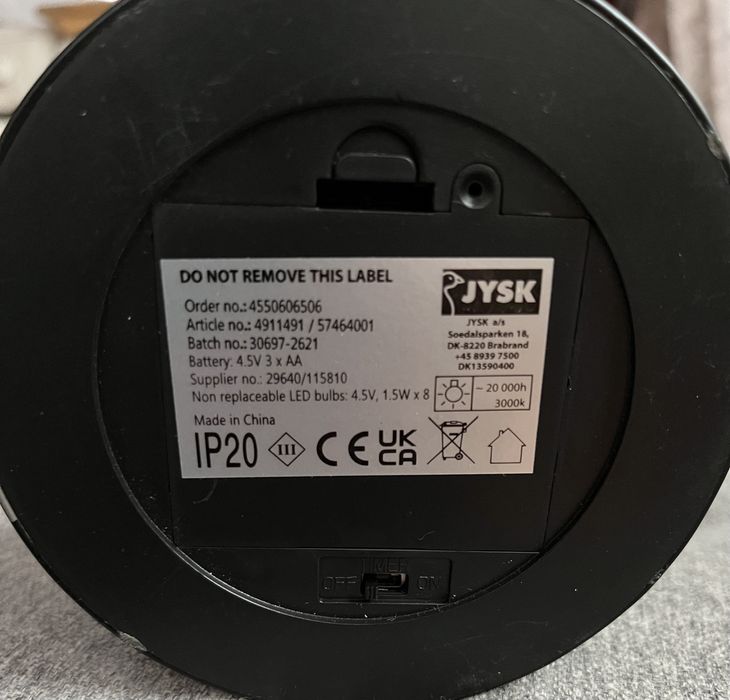 DO NOT REMOVE THIS LABEL
Order no.: 4550606506
Article no.: 4911491 / 57464001
Batch no.: 30697-2621
Battery: 4.5V 3 x AA
Supplier no.: 29640/115810
Non replaceable LED bulbs: 4.5V, 1.5W x 8
Made in China
IP20 III CE UK CA
JYSK
JYSK a/s
Soedalsparken 18,
DK-8220 Brabrand
+45 8939 7500
DK13590400
~ 20 000h
3000k
TIMER
OFF ON